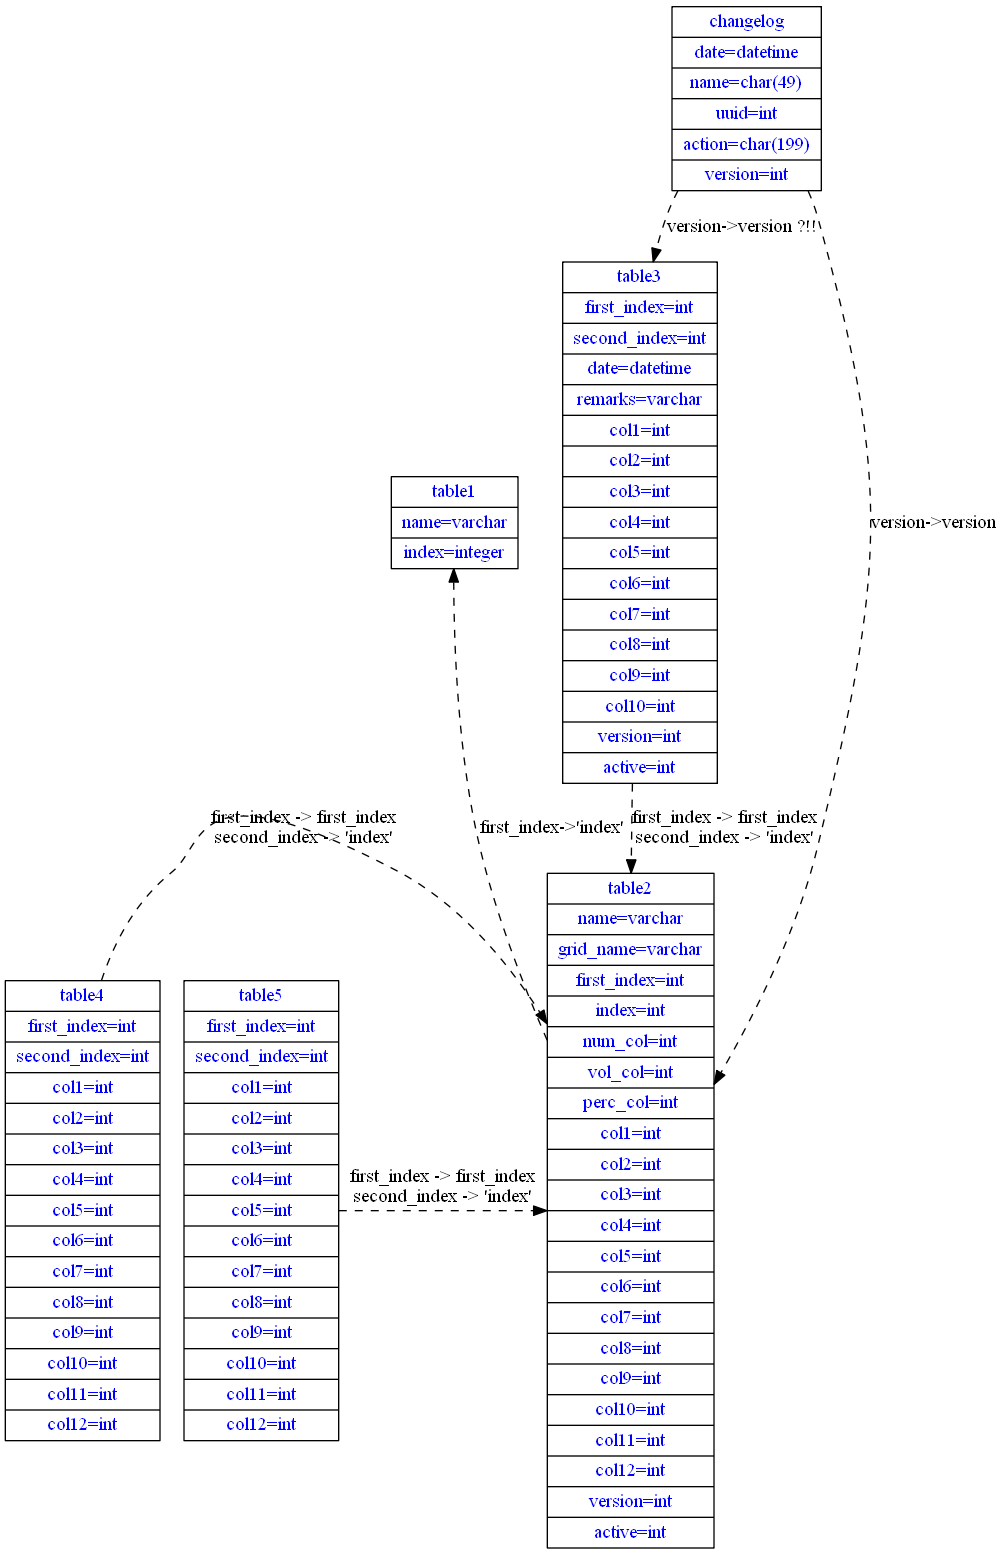 changelog
date=datetime
name=char(49)
uuid=int
action=char(199)
version=int
version->version ?!!
table3
first_index=int
second_index=int
date=datetime
remarks=varchar
col1=int
col2=int
col3=int
col4=int
col5=int
col6=int
col7=int
col8=int
col9=int
col10=int
version=int
active=int
table1
name=varchar
index=integer
version->version
first_index -> first_index
second_index -> 'index'
first_index->'index'
first_index -> first_index
second_index -> 'index'
table2
name=varchar
grid_name=varchar
first_index=int
index=int
num_col=int
vol_col=int
perc_col=int
col1=int
col2=int
col3=int
col4=int
col5=int
col6=int
col7=int
col8=int
col9=int
col10=int
col11=int
col12=int
version=int
active=int
table4
first_index=int
second_index=int
col1=int
col2=int
col3=int
col4=int
col5=int
col6=int
col7=int
col8=int
col9=int
col10=int
col11=int
col12=int
table5
first_index=int
second_index=int
col1=int
col2=int
col3=int
col4=int
col5=int
col6=int
col7=int
col8=int
col9=int
col10=int
col11=int
col12=int
first_index -> first_index
second_index -> 'index'